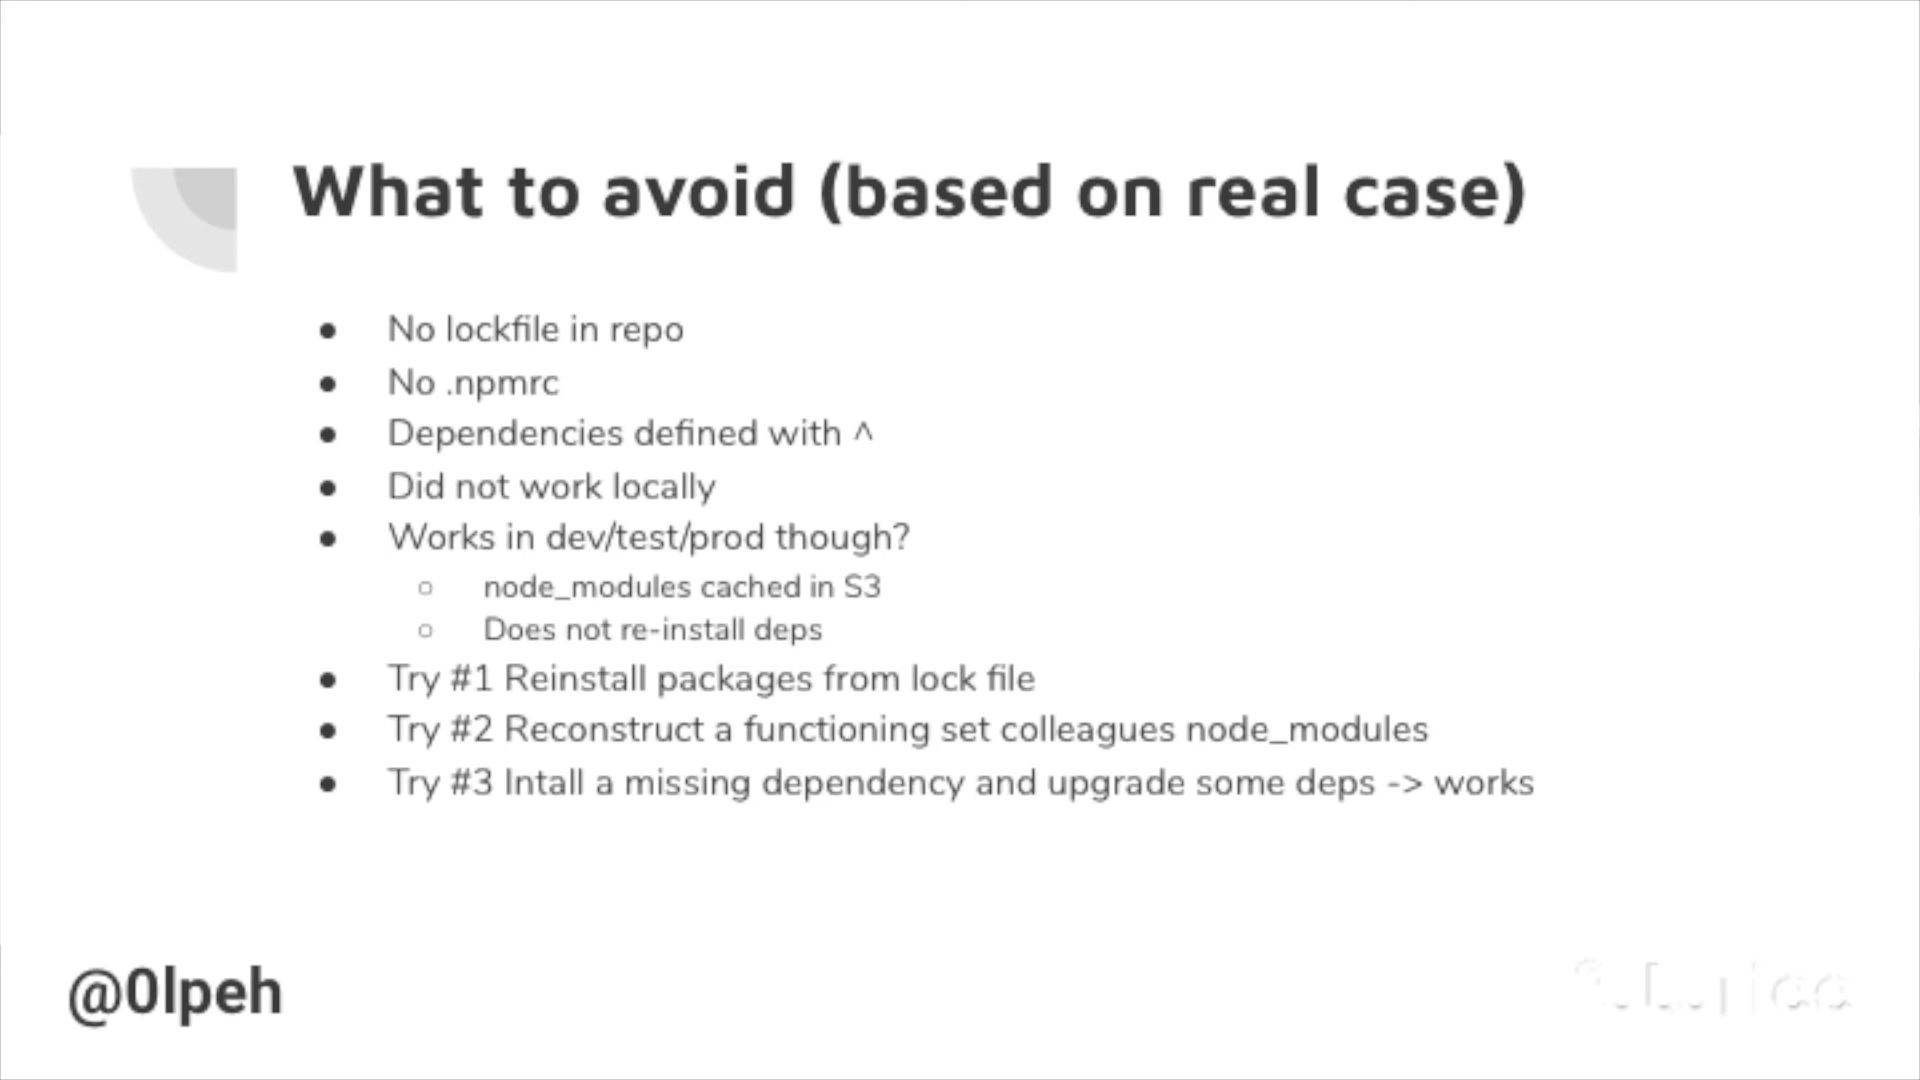 What to avoid (based on real case)
● No lockfile in repo
● No .npmrc
● Dependencies defined with ^
● Did not work locally
● Works in dev/test/prod though?
○ node_modules cached in S3
○ Does not re-install deps
● Try #1 Reinstall packages from lock file
● Try #2 Reconstruct a functioning set colleagues node_modules
● Try #3 Intall a missing dependency and upgrade some deps -> works
@0lpeh